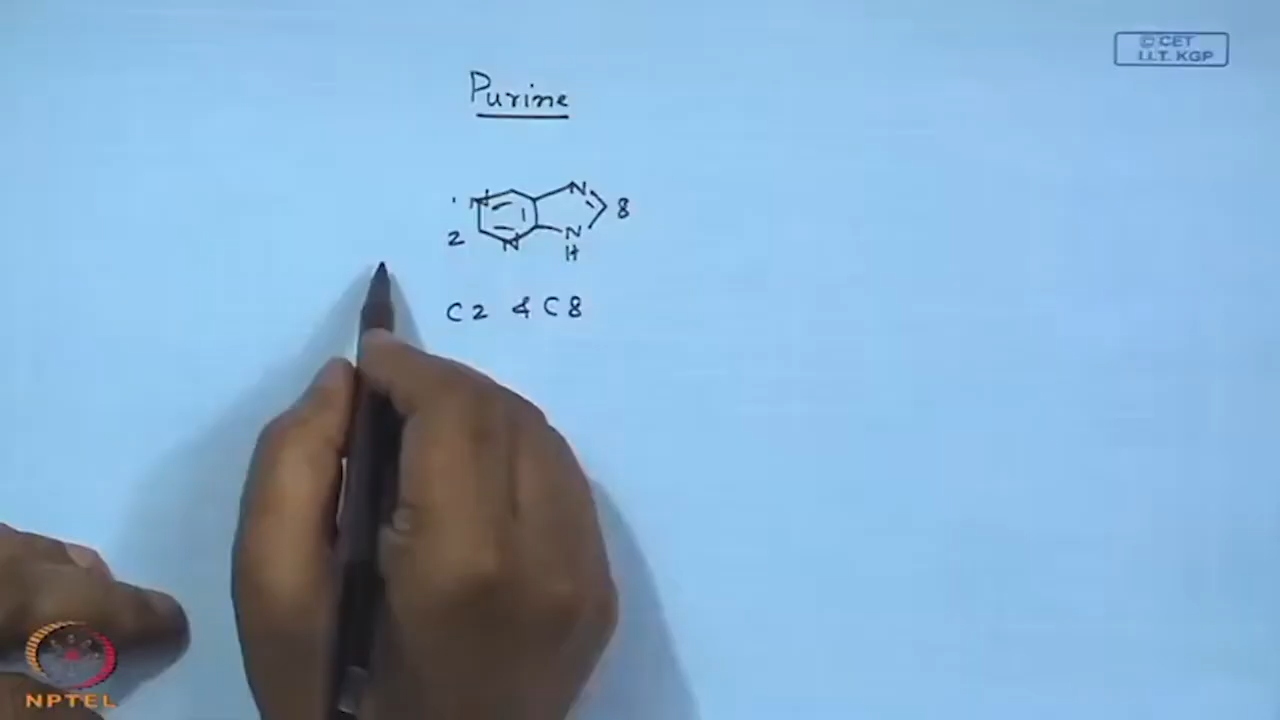 © CET
I.I.T. KGP
Purine
1 N N
8
2 N N
H
C2 & C8
NPTEL